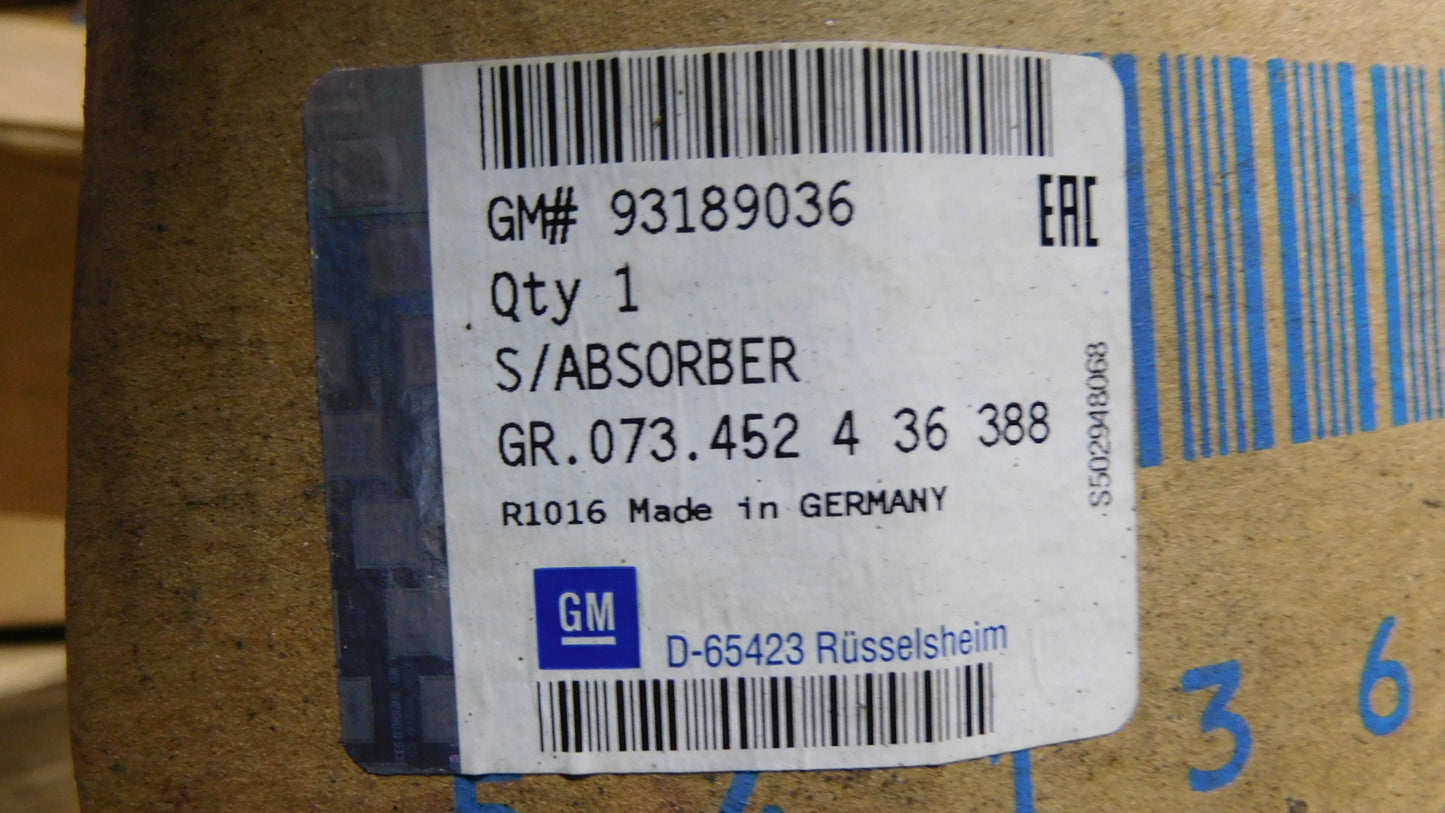 GM# 93189036
EAC
Qty 1
S/ABSORBER
GR.073.452 4 36 388
S502948068
R1016 Made in GERMANY
GM
D-65423 Rüsselsheim
3 6